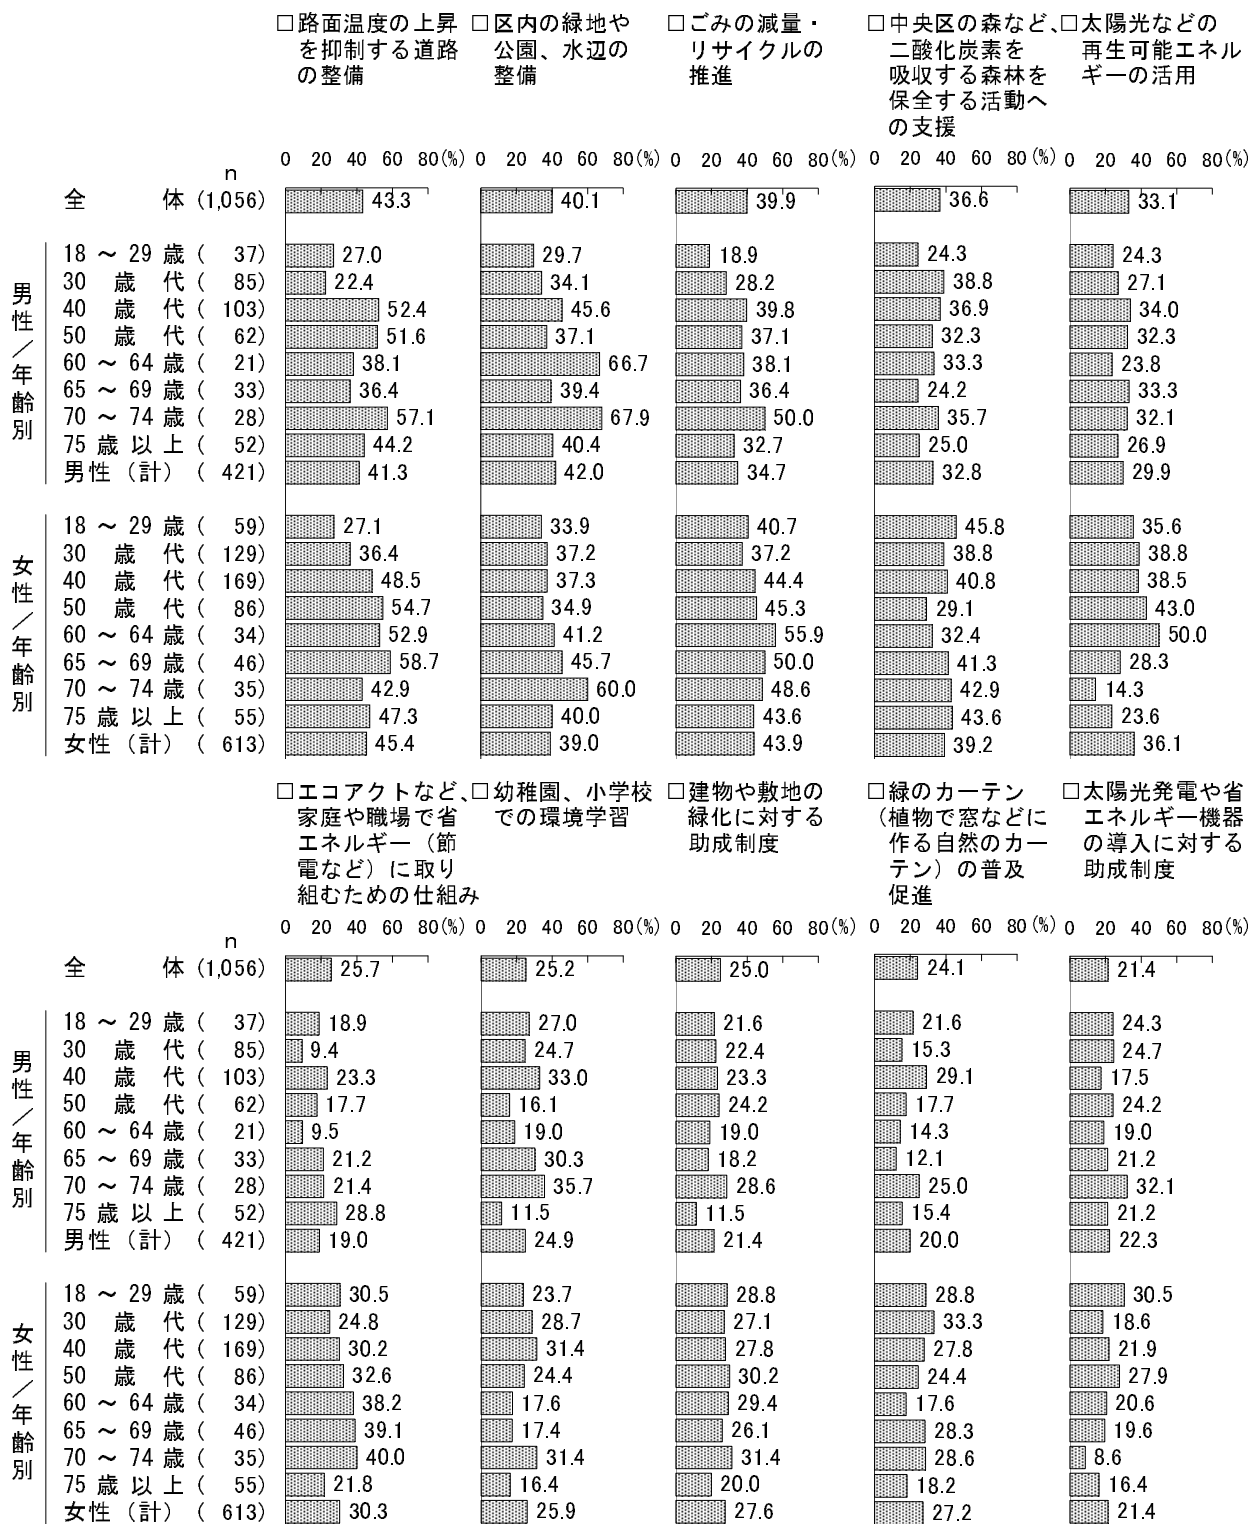 □路面温度の上昇
を抑制する道路
の整備
□区内の緑地や
公園、水辺の
整備
□ごみの減量・
リサイクルの
推進
□中央区の森など、
二酸化炭素を
吸収する森林を
保全する活動へ
の支援
□太陽光などの
再生可能エネル
ギーの活用
0 20 40 60 80(%) 0 20 40 60 80(%) 0 20 40 60 80(%) 0 20 40 60 80(%) 0 20 40 60 80(%)
n
全体(1,056) 43.3 40.1 39.9 36.6 33.1
男性/年齢別
18~29歳( 37) 27.0 29.7 18.9 24.3 24.3
30歳代( 85) 22.4 34.1 28.2 38.8 27.1
40歳代( 103) 52.4 45.6 39.8 36.9 34.0
50歳代( 62) 51.6 37.1 37.1 32.3 32.3
60~64歳( 21) 38.1 66.7 38.1 33.3 23.8
65~69歳( 33) 36.4 39.4 36.4 24.2 33.3
70~74歳( 28) 57.1 67.9 50.0 35.7 32.1
75歳以上( 52) 44.2 40.4 32.7 25.0 26.9
男性(計)( 421) 41.3 42.0 34.7 32.8 29.9
女性/年齢別
18~29歳( 59) 27.1 33.9 40.7 45.8 35.6
30歳代( 129) 36.4 37.2 37.2 38.8 38.8
40歳代( 169) 48.5 37.3 44.4 40.8 38.5
50歳代( 86) 54.7 34.9 45.3 29.1 43.0
60~64歳( 34) 52.9 41.2 55.9 32.4 50.0
65~69歳( 46) 58.7 45.7 50.0 41.3 28.3
70~74歳( 35) 42.9 60.0 48.6 42.9 14.3
75歳以上( 55) 47.3 40.0 43.6 43.6 23.6
女性(計)( 613) 45.4 39.0 43.9 39.2 36.1
□エコアクトなど、
家庭や職場で省
エネルギー(節
電など)に取り
組むための仕組み
□幼稚園、小学校
での環境学習
□建物や敷地の
緑化に対する
助成制度
□緑のカーテン
(植物で窓などに
作る自然のカー
テン)の普及
促進
□太陽光発電や省
エネルギー機器
の導入に対する
助成制度
0 20 40 60 80(%) 0 20 40 60 80(%) 0 20 40 60 80(%) 0 20 40 60 80(%) 0 20 40 60 80(%)
n
全体(1,056) 25.7 25.2 25.0 24.1 21.4
男性/年齢別
18~29歳( 37) 18.9 27.0 21.6 21.6 24.3
30歳代( 85) 9.4 24.7 22.4 15.3 24.7
40歳代( 103) 23.3 33.0 23.3 29.1 17.5
50歳代( 62) 17.7 16.1 24.2 17.7 24.2
60~64歳( 21) 9.5 19.0 19.0 14.3 19.0
65~69歳( 33) 21.2 30.3 18.2 12.1 21.2
70~74歳( 28) 21.4 35.7 28.6 25.0 32.1
75歳以上( 52) 28.8 11.5 11.5 15.4 21.2
男性(計)( 421) 19.0 24.9 21.4 20.0 22.3
女性/年齢別
18~29歳( 59) 30.5 23.7 28.8 28.8 30.5
30歳代( 129) 24.8 28.7 27.1 33.3 18.6
40歳代( 169) 30.2 31.4 27.8 27.8 21.9
50歳代( 86) 32.6 24.4 30.2 24.4 27.9
60~64歳( 34) 38.2 17.6 29.4 17.6 20.6
65~69歳( 46) 39.1 17.4 26.1 28.3 19.6
70~74歳( 35) 40.0 31.4 31.4 28.6 8.6
75歳以上( 55) 21.8 16.4 20.0 18.2 16.4
女性(計)( 613) 30.3 25.9 27.6 27.2 21.4